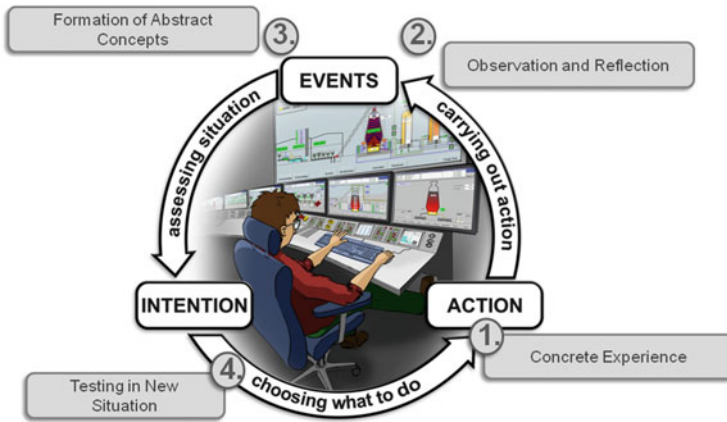 Formation of Abstract
Concepts
3.
2.
Observation and Reflection
EVENTS
assessing situation
carrying out action
INTENTION
ACTION
1.
Concrete Experience
4.
Testing in New
Situation
choosing what to do